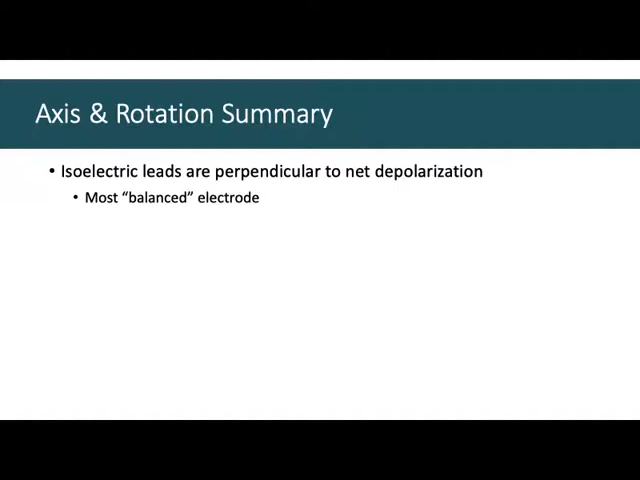 Axis & Rotation Summary
• Isoelectric leads are perpendicular to net depolarization
• Most “balanced” electrode